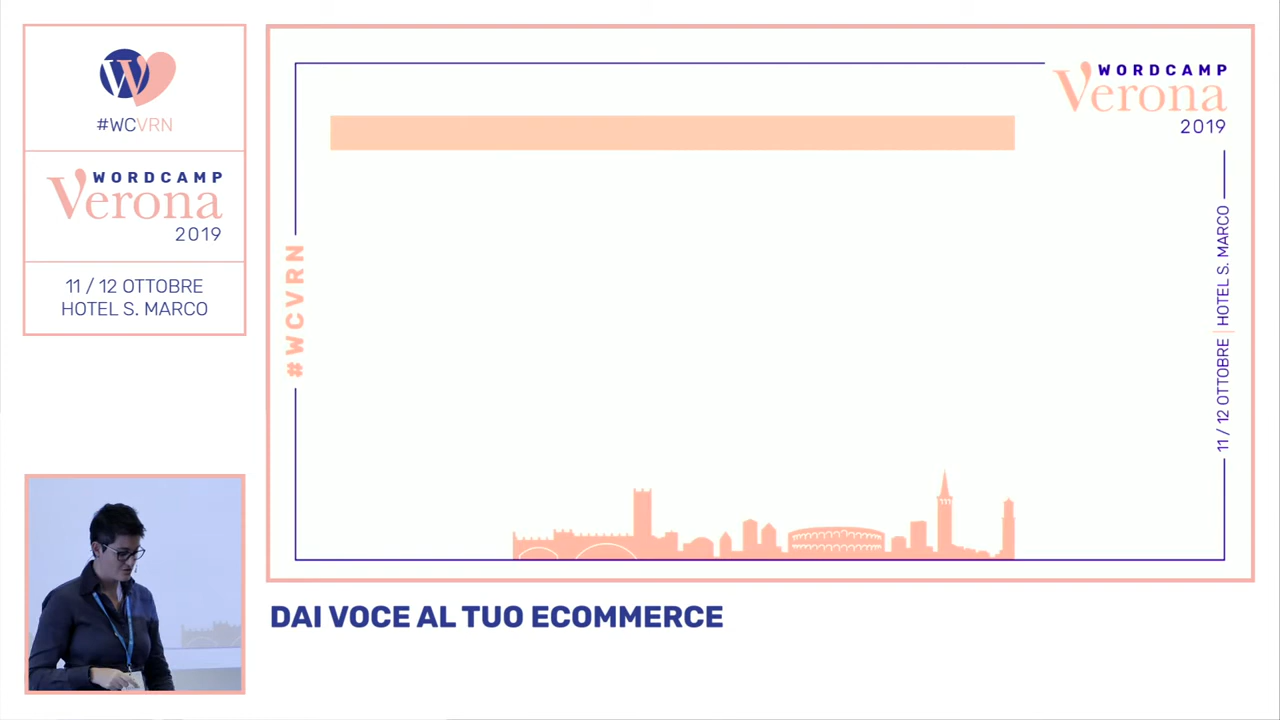 #WCVRN
WORDCAMP
Verona
2019
11 / 12 OTTOBRE
HOTEL S. MARCO
WORDCAMP
Verona
2019
#WCVRN
11 / 12 OTTOBRE | HOTEL S. MARCO
DAI VOCE AL TUO ECOMMERCE